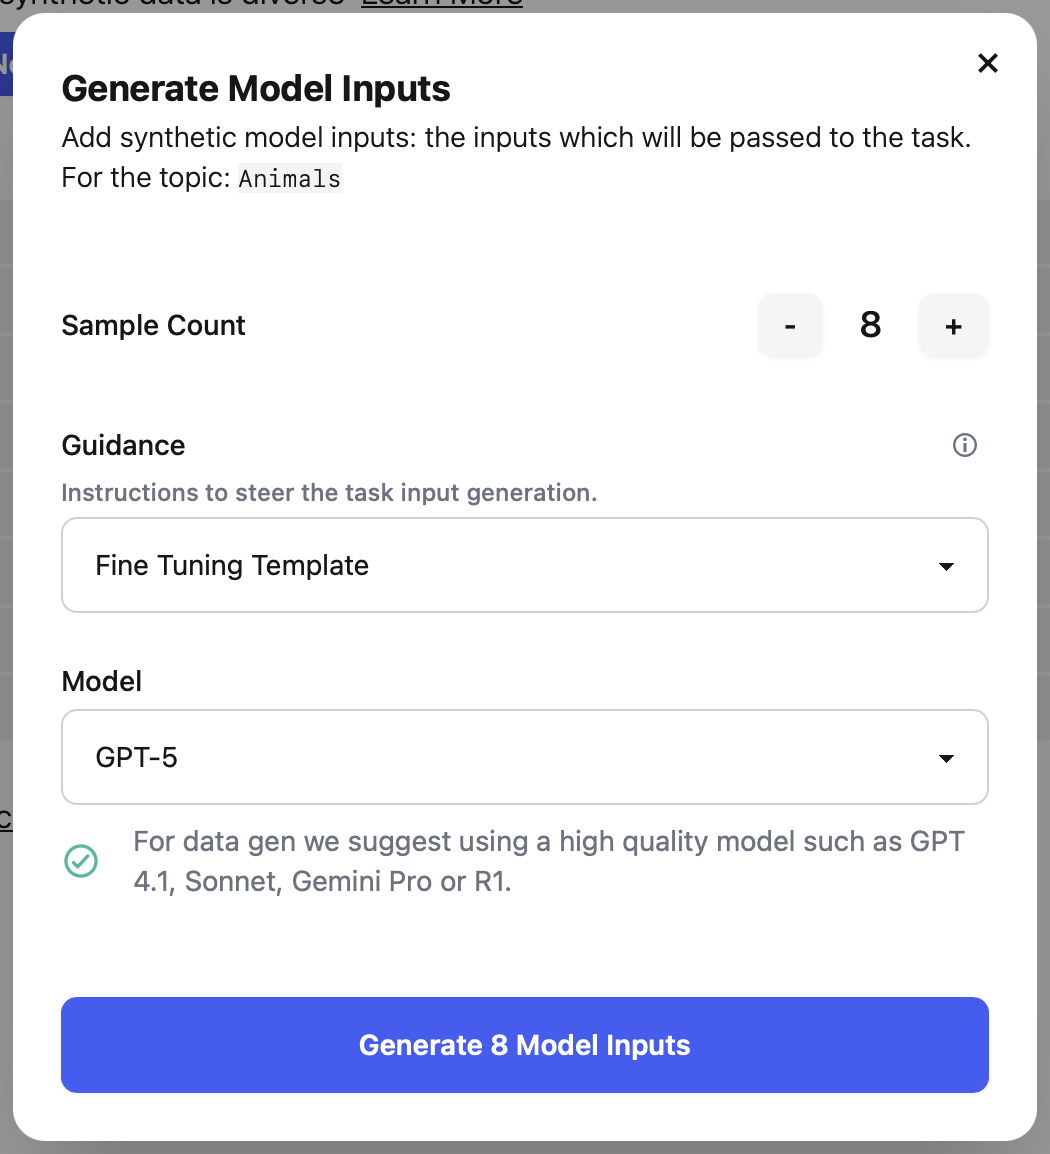 synthetic data is diverse Learn More
Generate Model Inputs
Add synthetic model inputs: the inputs which will be passed to the task.
For the topic: Animals
Sample Count
-
8
+
Guidance
Instructions to steer the task input generation.
Fine Tuning Template
Model
GPT-5
For data gen we suggest using a high quality model such as GPT
4.1, Sonnet, Gemini Pro or R1.
Generate 8 Model Inputs